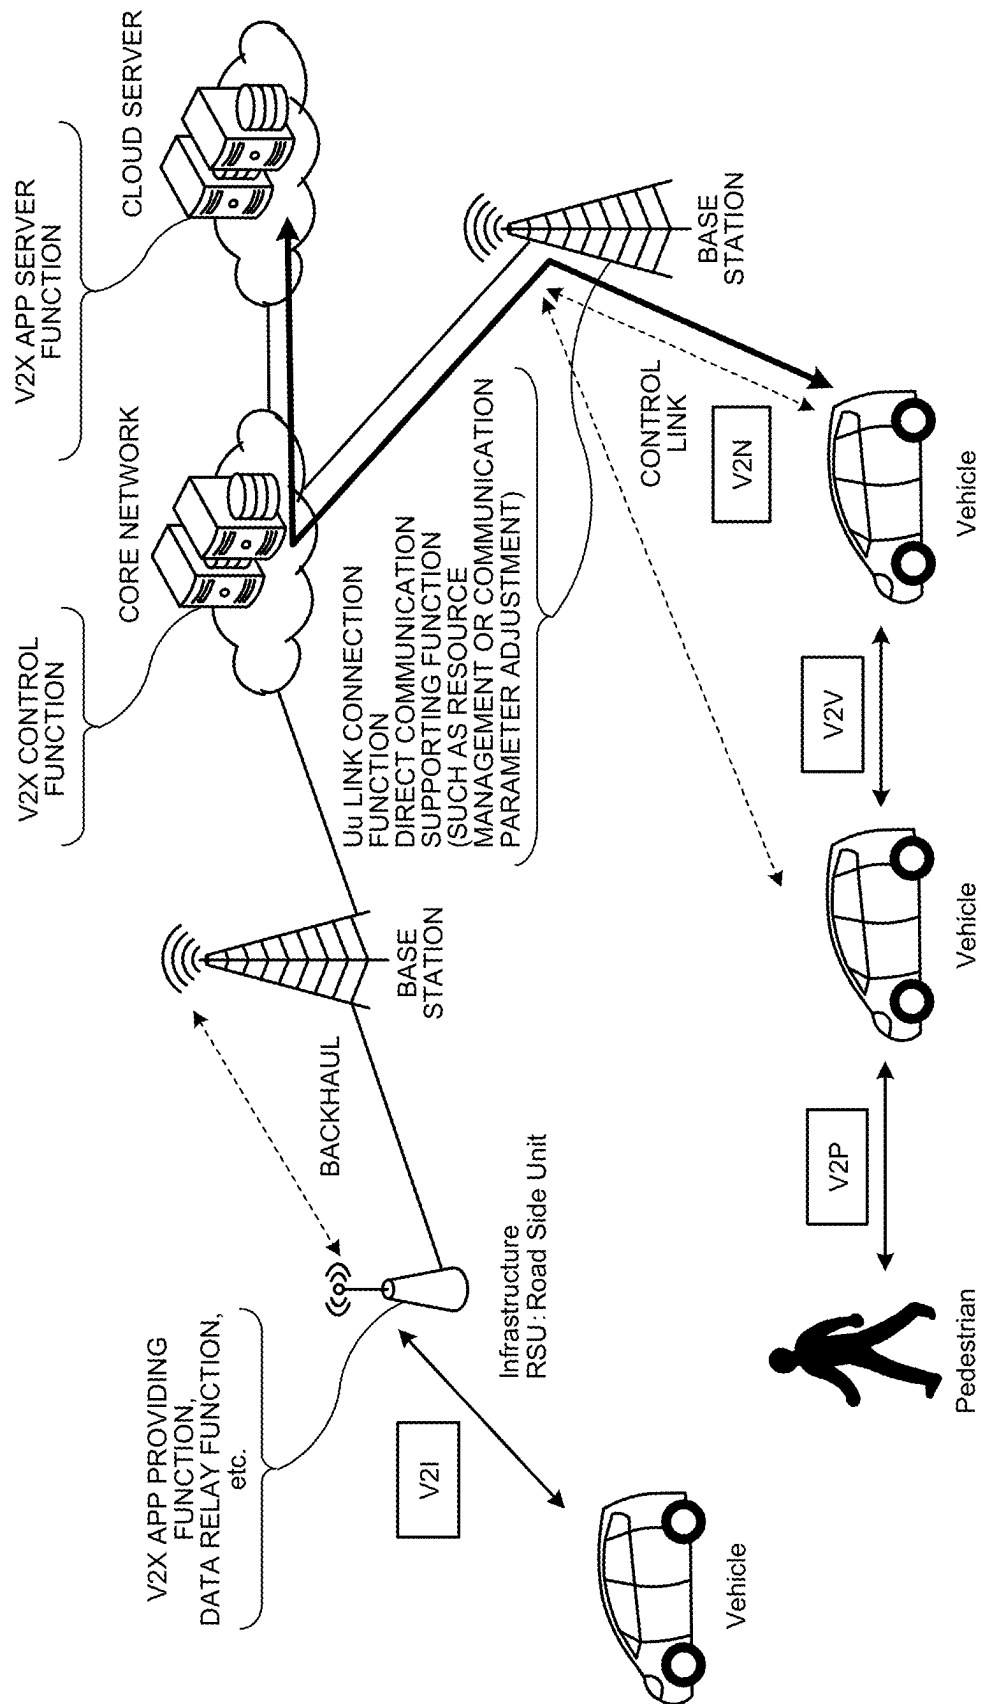 V2X APP PROVIDING
FUNCTION,
DATA RELAY FUNCTION,
etc.
V2X CONTROL
FUNCTION
V2X APP SERVER
FUNCTION
CORE NETWORK
CLOUD SERVER
BACKHAUL
BASE
STATION
Uu LINK CONNECTION
FUNCTION
DIRECT COMMUNICATION
SUPPORTING FUNCTION
(SUCH AS RESOURCE
MANAGEMENT OR COMMUNICATION
PARAMETER ADJUSTMENT)
BASE
STATION
V2I
Infrastructure
RSU: Road Side Unit
CONTROL
LINK
V2N
Vehicle
V2P
V2V
Pedestrian
Vehicle
Vehicle